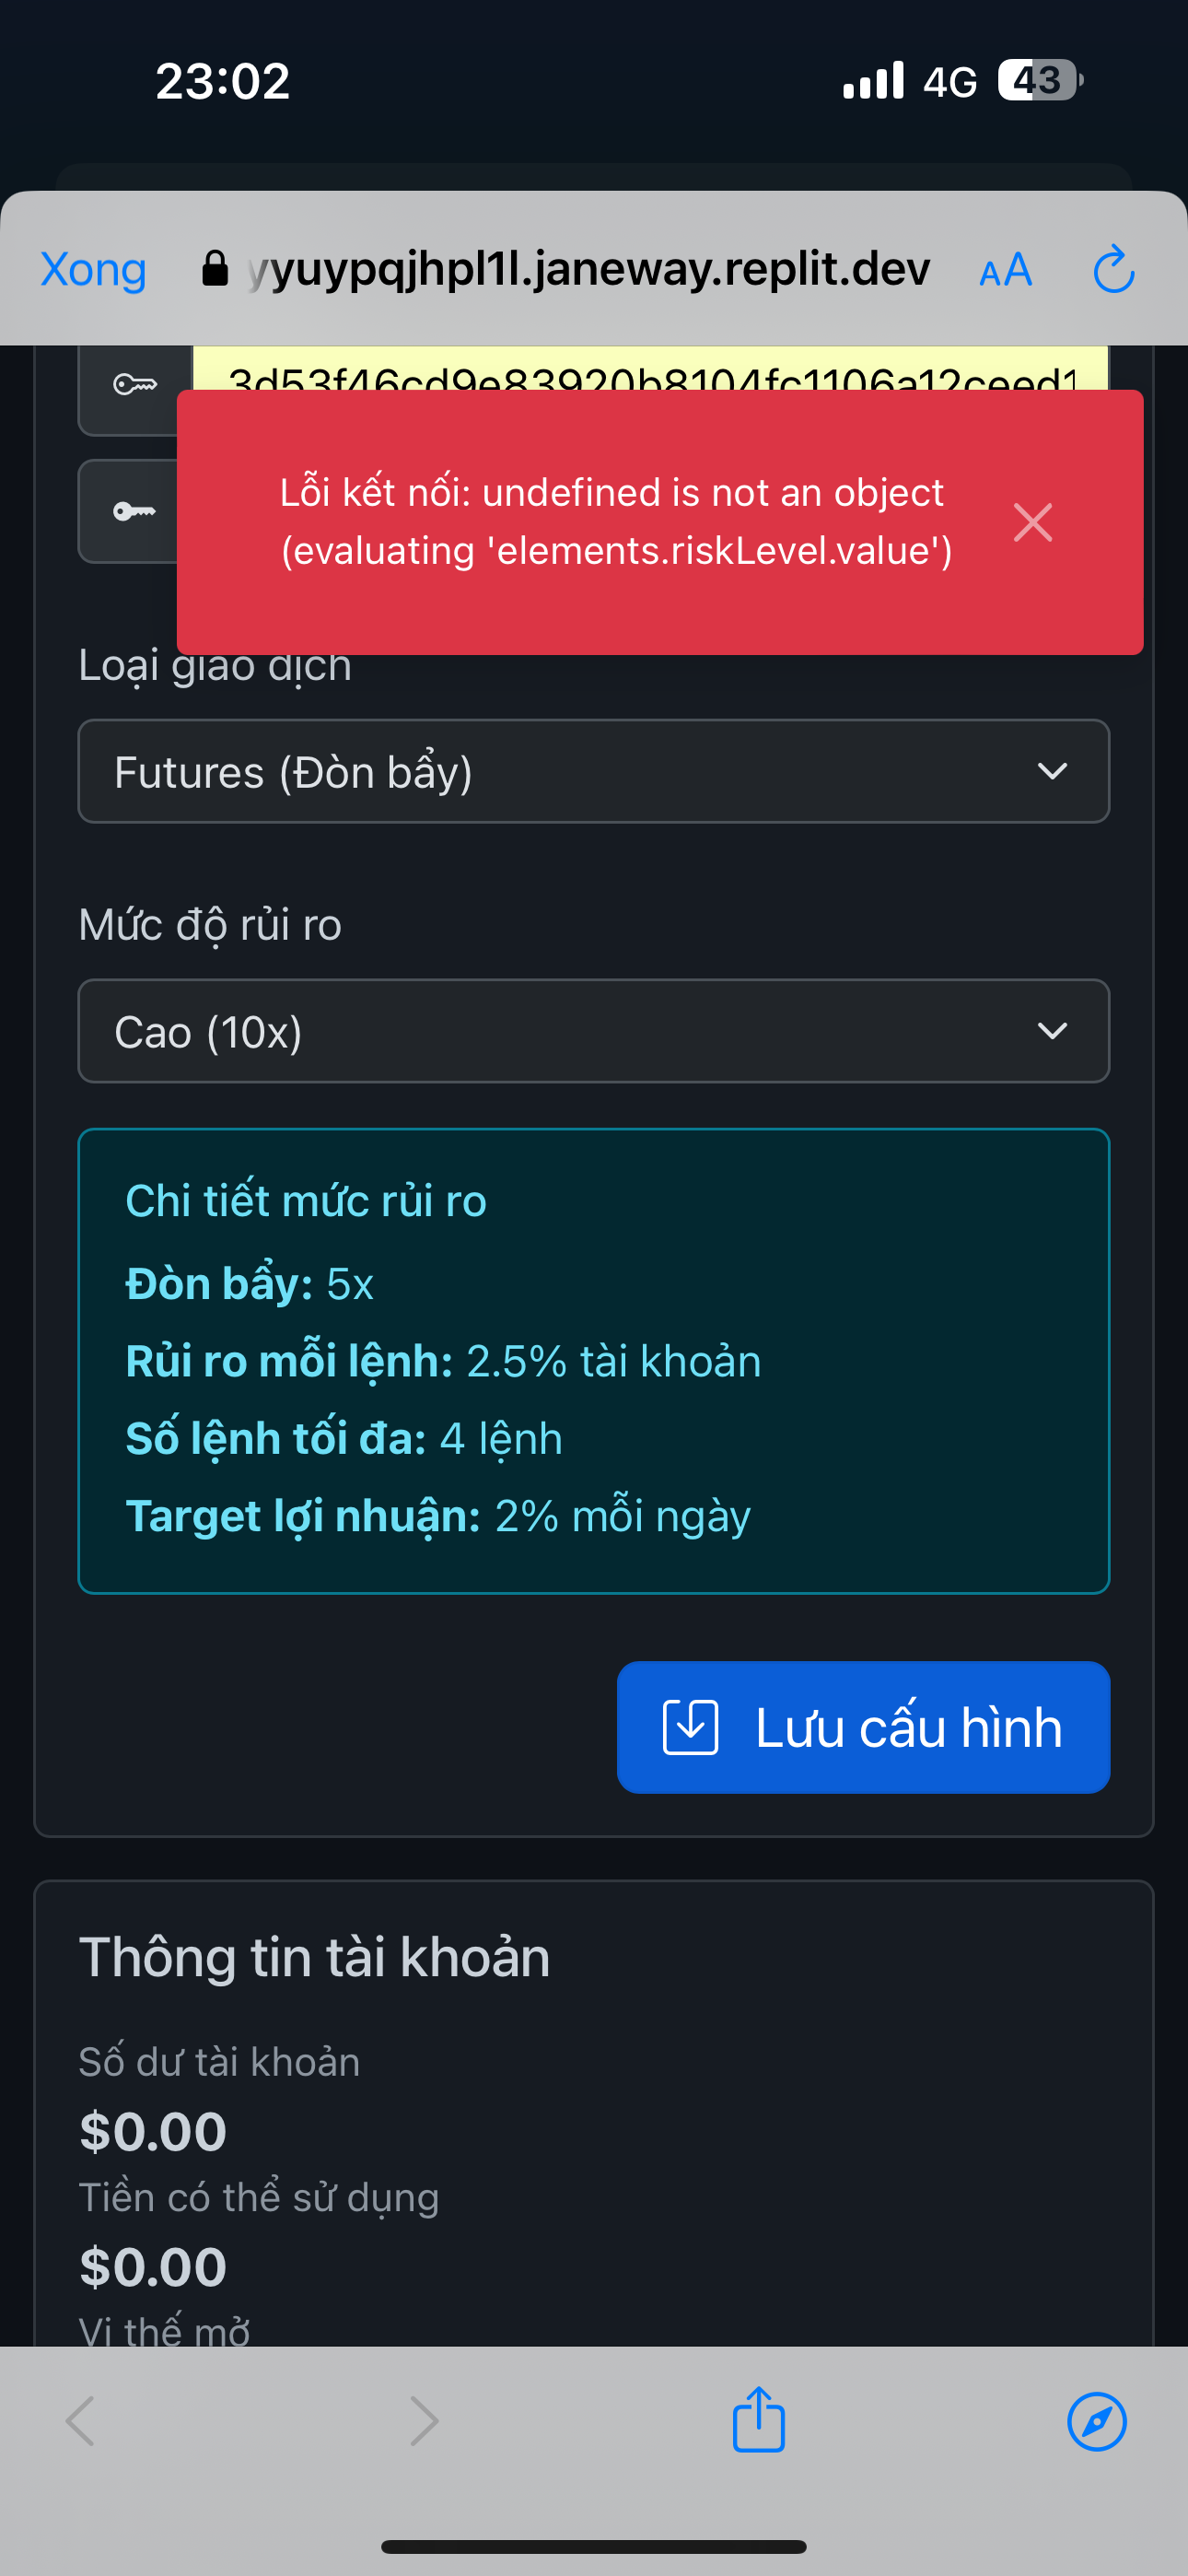 23:02
4G
43
Xong
yyuypqjhpl1l.janeway.replit.dev
AA
3d53f46cd9e83920b8104fc1106a12ceed1
Lỗi kết nối: undefined is not an object
(evaluating 'elements.riskLevel.value')
Loại giao dịch
Futures (Đòn bẩy)
Mức độ rủi ro
Cao (10x)
Chi tiết mức rủi ro
Đòn bẩy: 5x
Rủi ro mỗi lệnh: 2.5% tài khoản
Số lệnh tối đa: 4 lệnh
Target lợi nhuận: 2% mỗi ngày
Lưu cấu hình
Thông tin tài khoản
Số dư tài khoản
$0.00
Tiền có thể sử dụng
$0.00
Vị thế mở